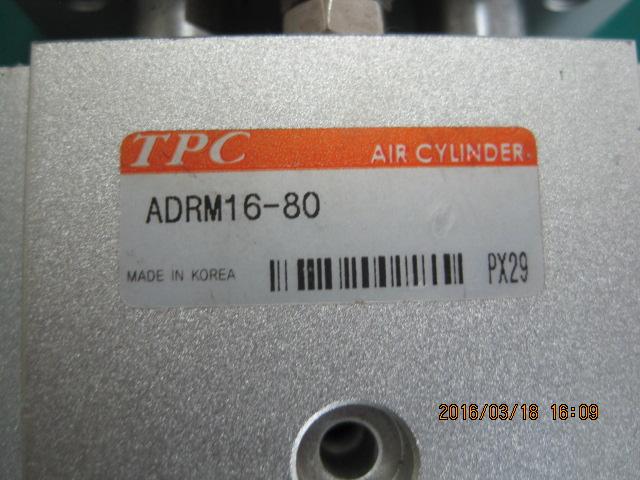 TPC AIR CYLINDER
ADRM16-80
MADE IN KOREA PX29
2016/03/18 16:09